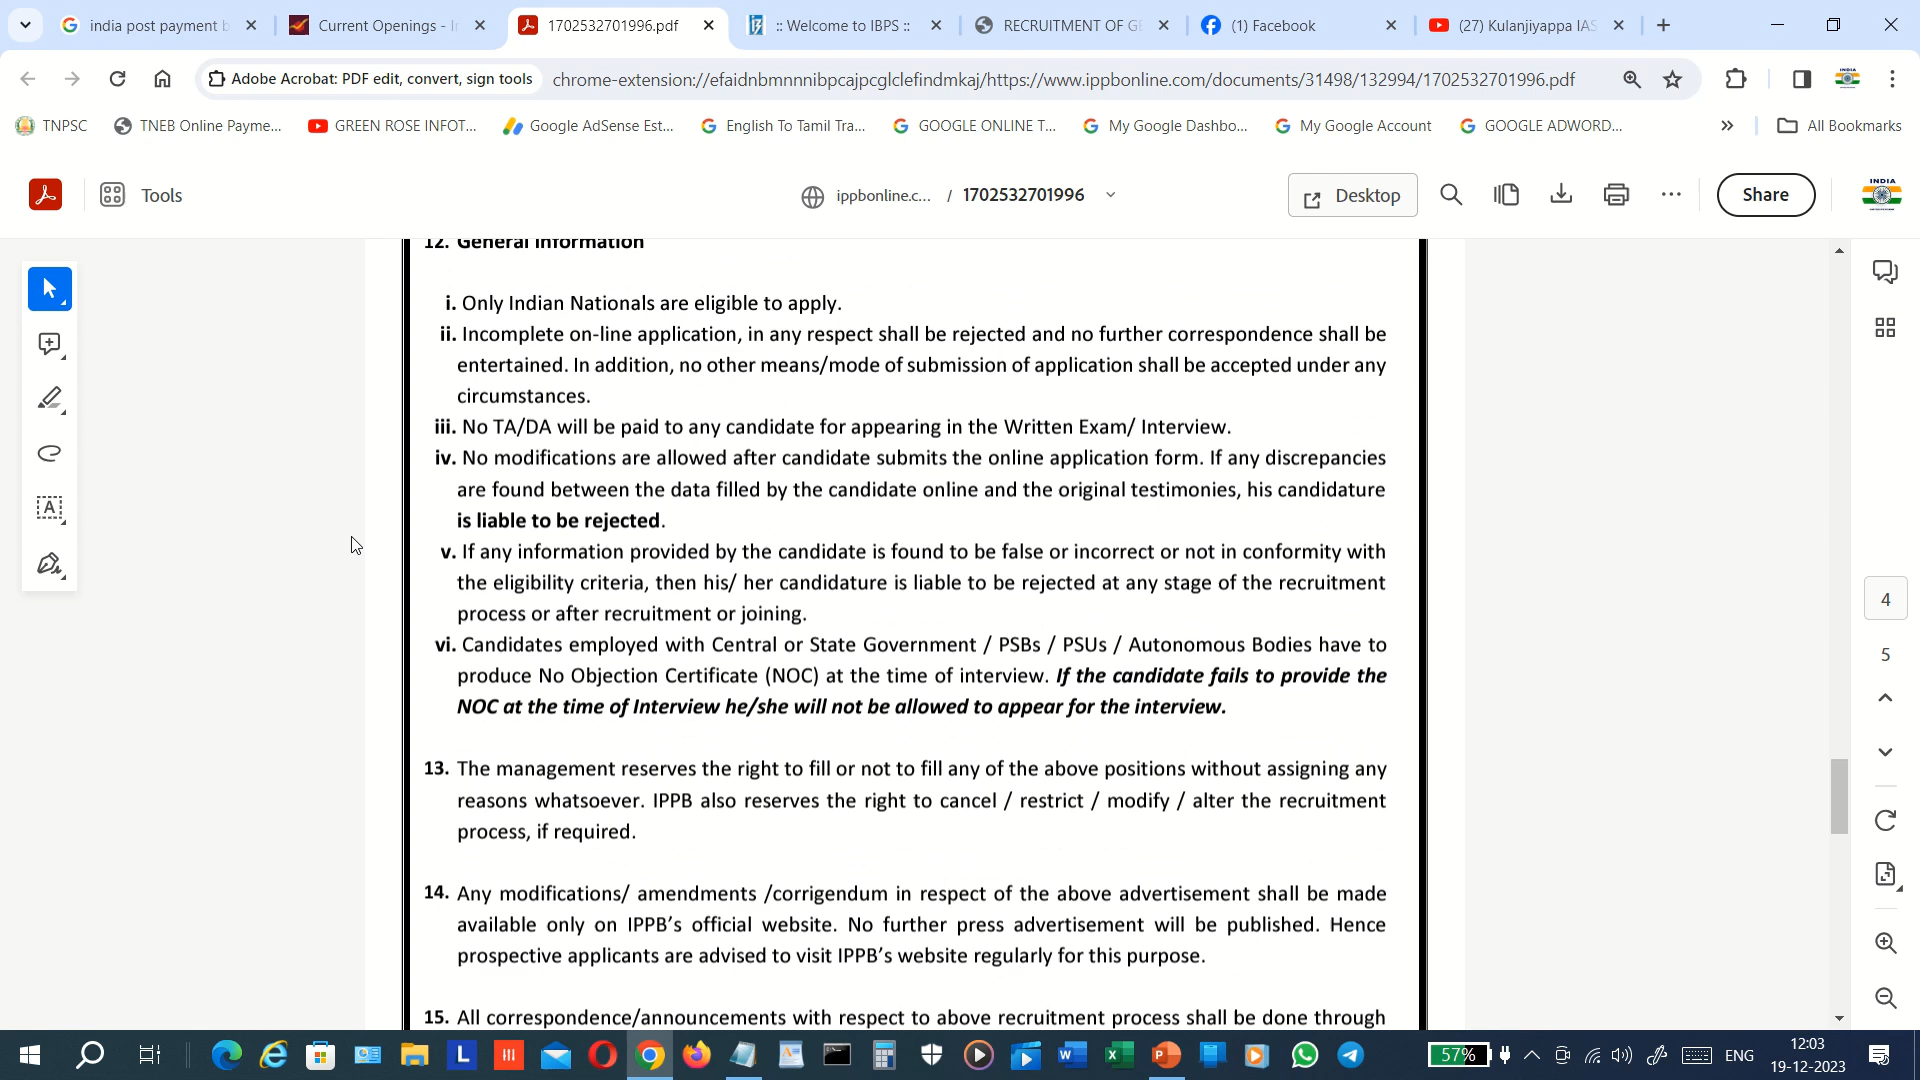 india post payment b
Current Openings - In
1702532701996.pdf
:: Welcome to IBPS ::
RECRUITMENT OF GE
(1) Facebook
(27) Kulanjiyappa IAS
Adobe Acrobat: PDF edit, convert, sign tools
chrome-extension://efaidnbmnnnibpcajpcglclefindmkaj/https://www.ippbonline.com/documents/31498/132994/1702532701996.pdf
TNPSC
TNEB Online Payme...
GREEN ROSE INFOT...
Google AdSense Est...
English To Tamil Tra...
GOOGLE ONLINE T...
My Google Dashbo...
My Google Account
GOOGLE ADWORD...
All Bookmarks
Tools
ippbonline.c... / 1702532701996
Desktop
Share
INDIA
12. General Information
i. Only Indian Nationals are eligible to apply.
ii. Incomplete on-line application, in any respect shall be rejected and no further correspondence shall be
entertained. In addition, no other means/mode of submission of application shall be accepted under any
circumstances.
iii. No TA/DA will be paid to any candidate for appearing in the Written Exam/ Interview.
iv. No modifications are allowed after candidate submits the online application form. If any discrepancies
are found between the data filled by the candidate online and the original testimonies, his candidature
is liable to be rejected.
v. If any information provided by the candidate is found to be false or incorrect or not in conformity with
the eligibility criteria, then his/ her candidature is liable to be rejected at any stage of the recruitment
process or after recruitment or joining.
vi. Candidates employed with Central or State Government / PSBs / PSUs / Autonomous Bodies have to
produce No Objection Certificate (NOC) at the time of interview. If the candidate fails to provide the
NOC at the time of Interview he/she will not be allowed to appear for the interview.
13. The management reserves the right to fill or not to fill any of the above positions without assigning any
reasons whatsoever. IPPB also reserves the right to cancel / restrict / modify / alter the recruitment
process, if required.
14. Any modifications/ amendments /corrigendum in respect of the above advertisement shall be made
available only on IPPB's official website. No further press advertisement will be published. Hence
prospective applicants are advised to visit IPPB's website regularly for this purpose.
15. All correspondence/announcements with respect to above recruitment process shall be done through
4
5
57%
ENG
12:03
19-12-2023